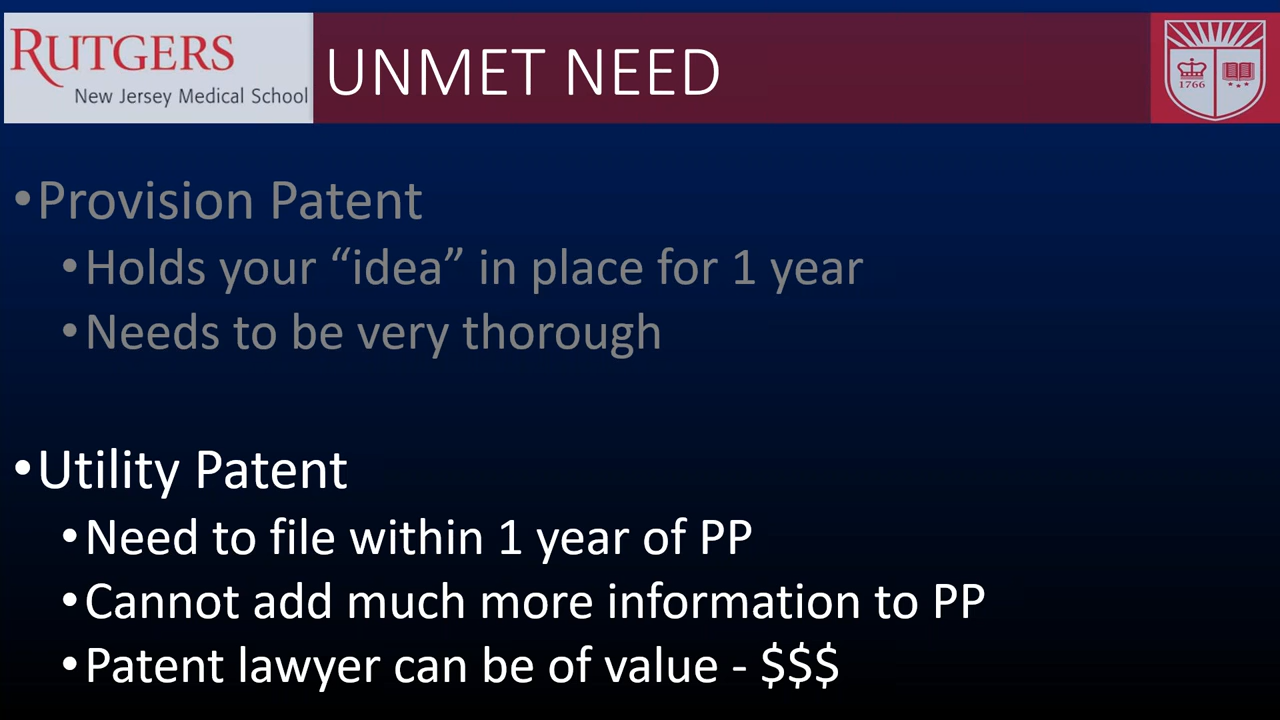 RUTGERS
New Jersey Medical School
UNMET NEED
1766
•Provision Patent
•Holds your “idea” in place for 1 year
•Needs to be very thorough
•Utility Patent
•Need to file within 1 year of PP
•Cannot add much more information to PP
•Patent lawyer can be of value - $$$